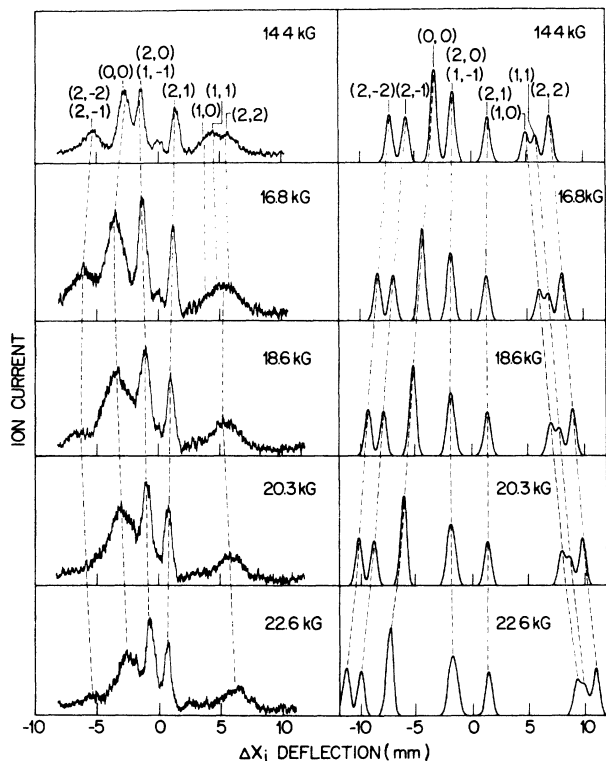 14.4 kG
(2,0)
(0,0) (1,-1)
(2,-2) (2,1) (1,1)
(2,-1) (1,0) (2,2)
16.8 kG
18.6 kG
20.3 kG
22.6 kG
14.4 kG
(0,0)
(2,0)
(1,-1)
(1,1)
(2,-2) (2,-1) (2,1) (2,2)
(1,0)
16.8 kG
18.6 kG
20.3 kG
22.6 kG
ION CURRENT
-10 -5 0 5 10
-10 -5 0 5 10
ΔXi DEFLECTION (mm)